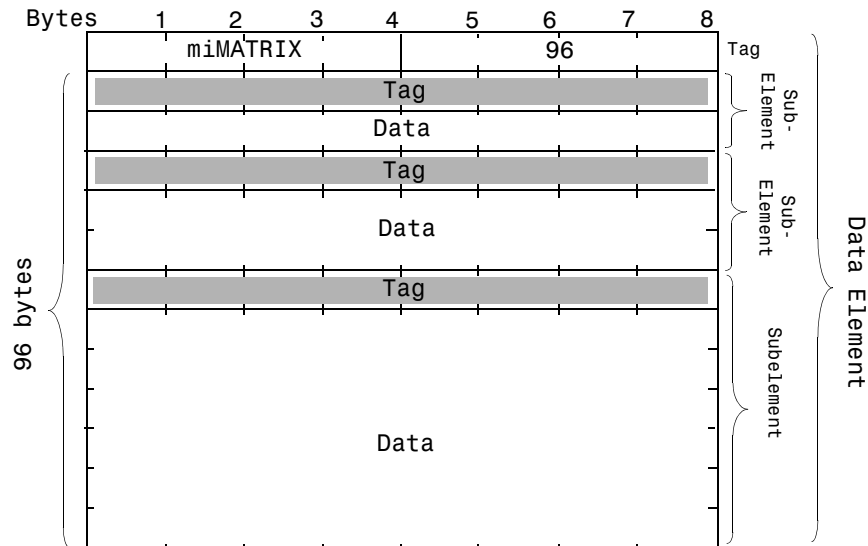 Bytes 1 2 3 4 5 6 7 8
miMATRIX 96 Tag
Tag
Data
Sub-
Element
Tag
Data
Sub-
Element
Tag
Data
Subelement
96 bytes
Data Element